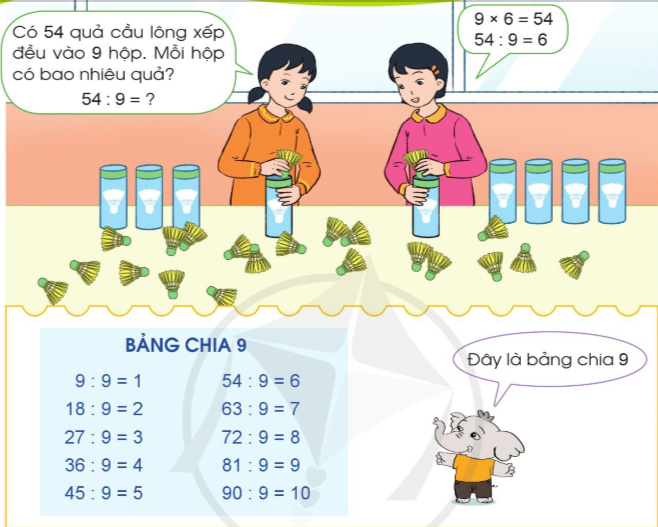 Có 54 quả cầu lông xếp
đều vào 9 hộp. Mỗi hộp
có bao nhiêu quả?
54 : 9 = ?
9 × 6 = 54
54 : 9 = 6
BẢNG CHIA 9
9 : 9 = 1
18 : 9 = 2
27 : 9 = 3
36 : 9 = 4
45 : 9 = 5
54 : 9 = 6
63 : 9 = 7
72 : 9 = 8
81 : 9 = 9
90 : 9 = 10
Đây là bảng chia 9